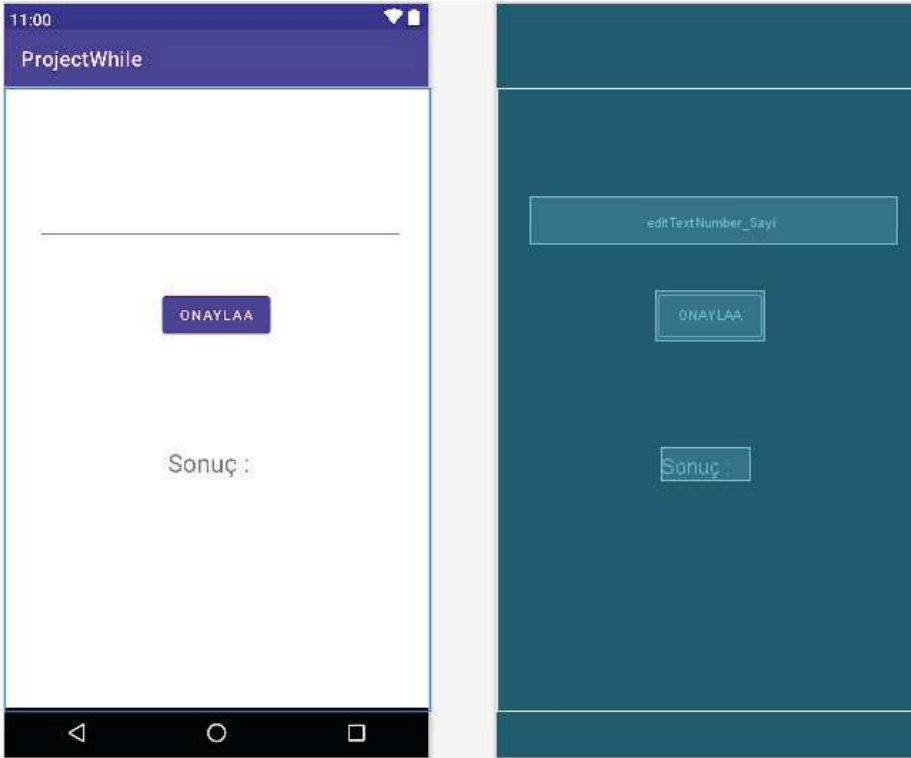 11:00
ProjectWhile
ONAYLAA
Sonuç :
editTextNumber_Sayi
ONAYLAA
Sonuç :